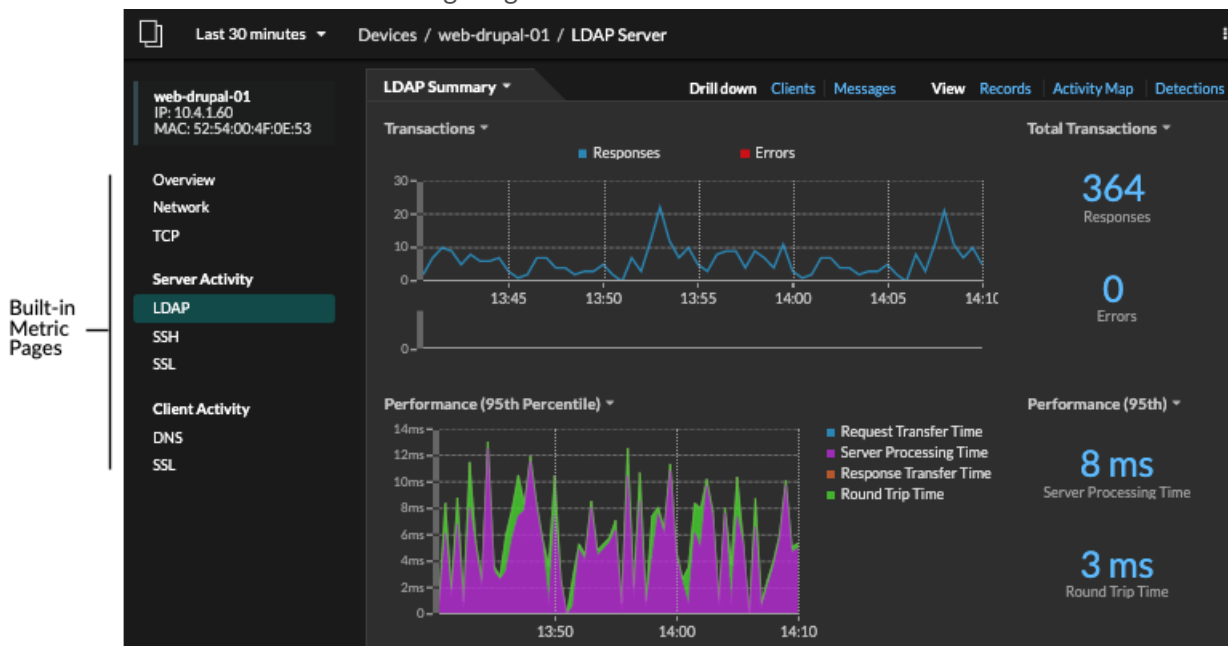 Last 30 minutes
Devices / web-drupal-01 / LDAP Server
web-drupal-01
IP: 10.4.1.60
MAC: 52:54:00:4F:0E:53
Overview
Network
TCP
Server Activity
LDAP
SSH
SSL
Client Activity
DNS
SSL
Built-in
Metric
Pages
LDAP Summary
Drill down Clients Messages View Records Activity Map Detections
Transactions
Responses Errors
30
20
10
0
13:45 13:50 13:55 14:00 14:05 14:10
0
Total Transactions
364
Responses
0
Errors
Performance (95th Percentile)
14ms
12ms
10ms
8ms
6ms
4ms
2ms
0
13:50 14:00 14:10
Request Transfer Time
Server Processing Time
Response Transfer Time
Round Trip Time
Performance (95th)
8 ms
Server Processing Time
3 ms
Round Trip Time